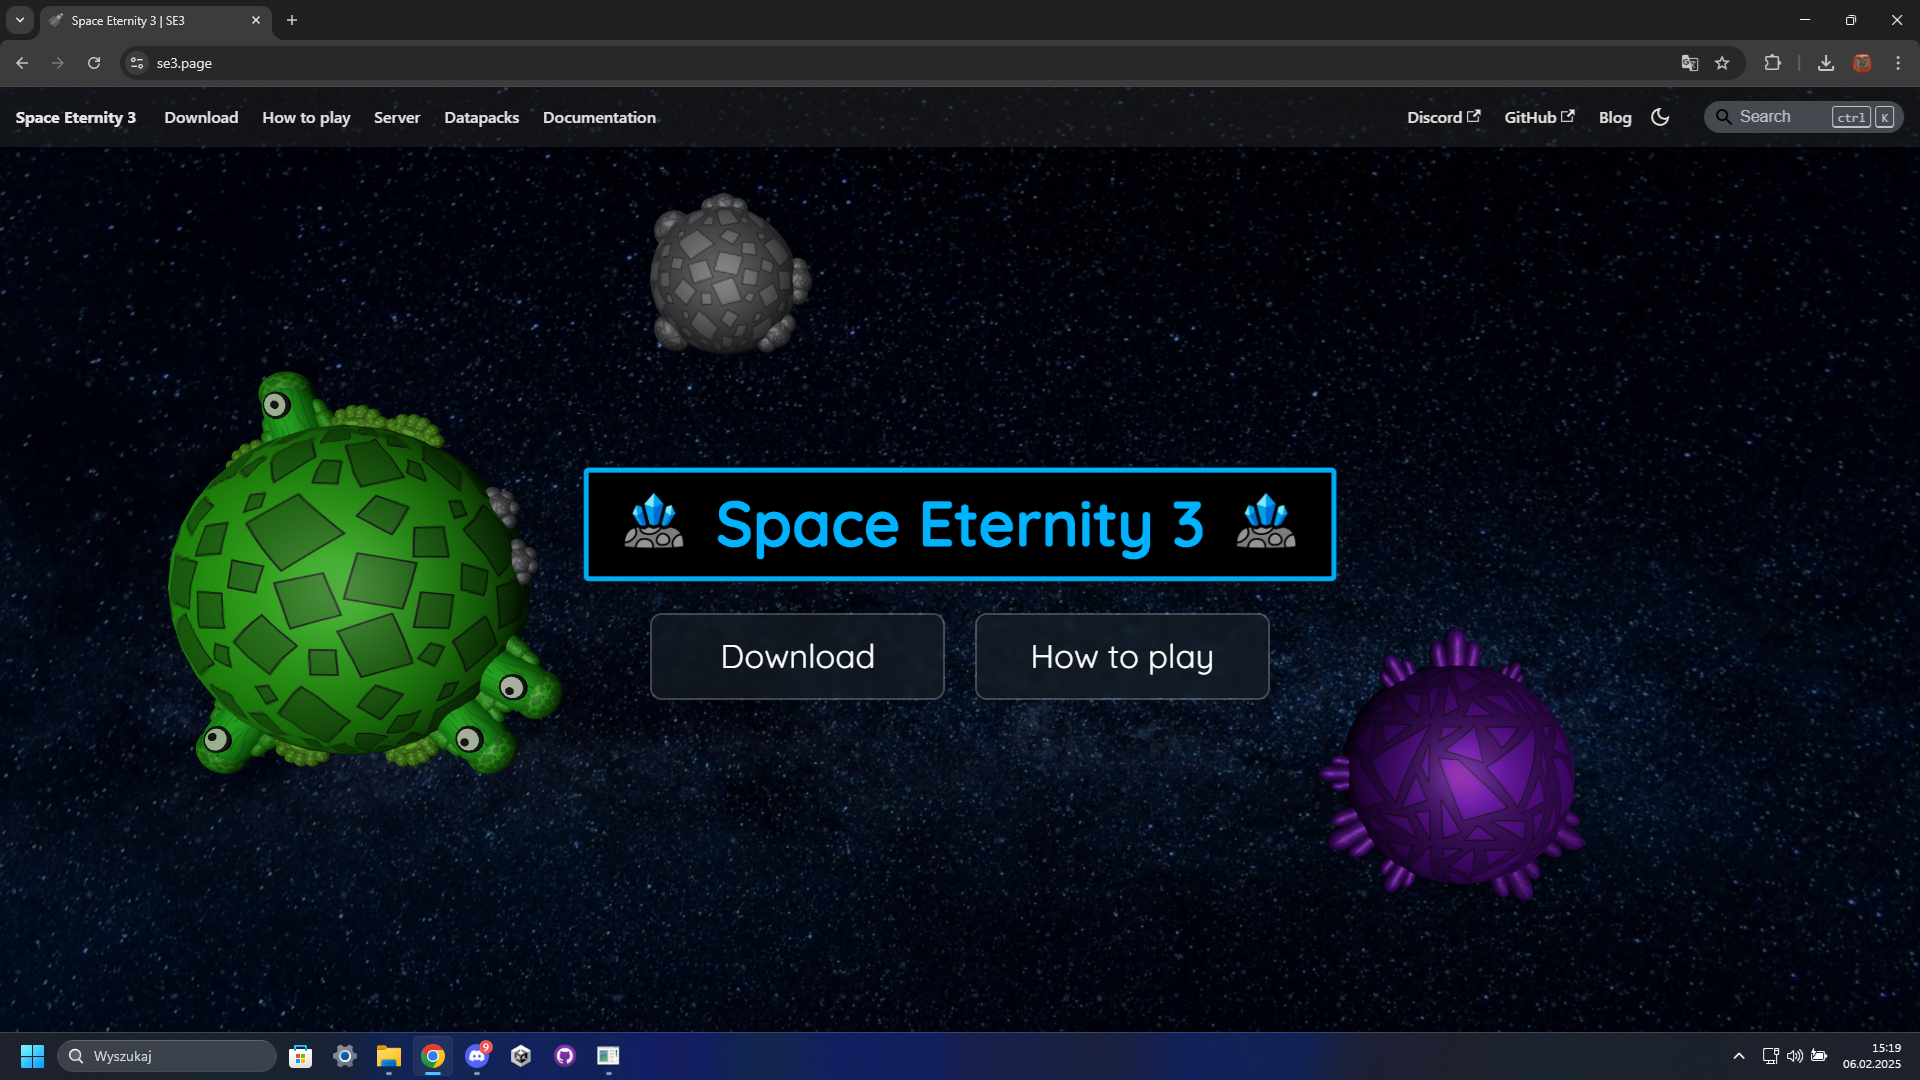 Space Eternity 3 | SE3
se3.page
Space Eternity 3 Download How to play Server Datapacks Documentation Discord GitHub Blog Search ctrl K
Space Eternity 3
Download How to play
Wyszukaj 9 15:19
06.02.2025